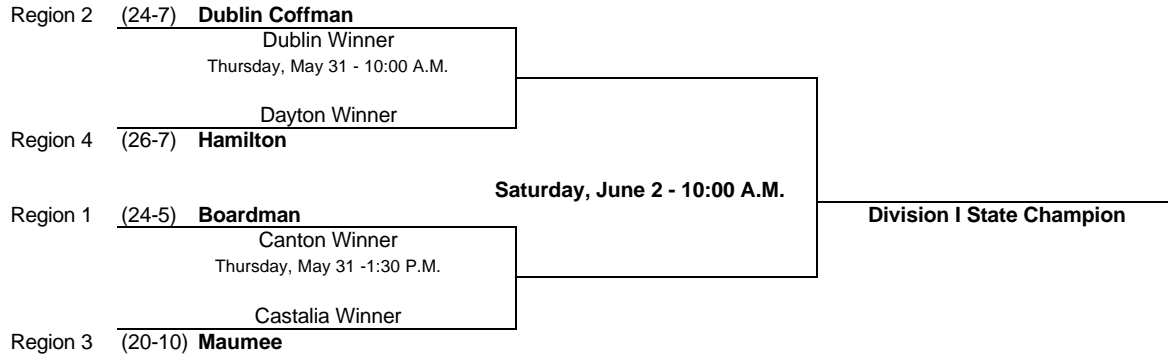 Region 2 (24-7) Dublin Coffman
Dublin Winner
Thursday, May 31 - 10:00 A.M.
Dayton Winner
Region 4 (26-7) Hamilton
Saturday, June 2 - 10:00 A.M.
Region 1 (24-5) Boardman
Division I State Champion
Canton Winner
Thursday, May 31 -1:30 P.M.
Castalia Winner
Region 3 (20-10) Maumee